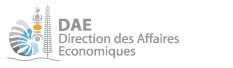 DAE
Direction des Affaires
Economiques